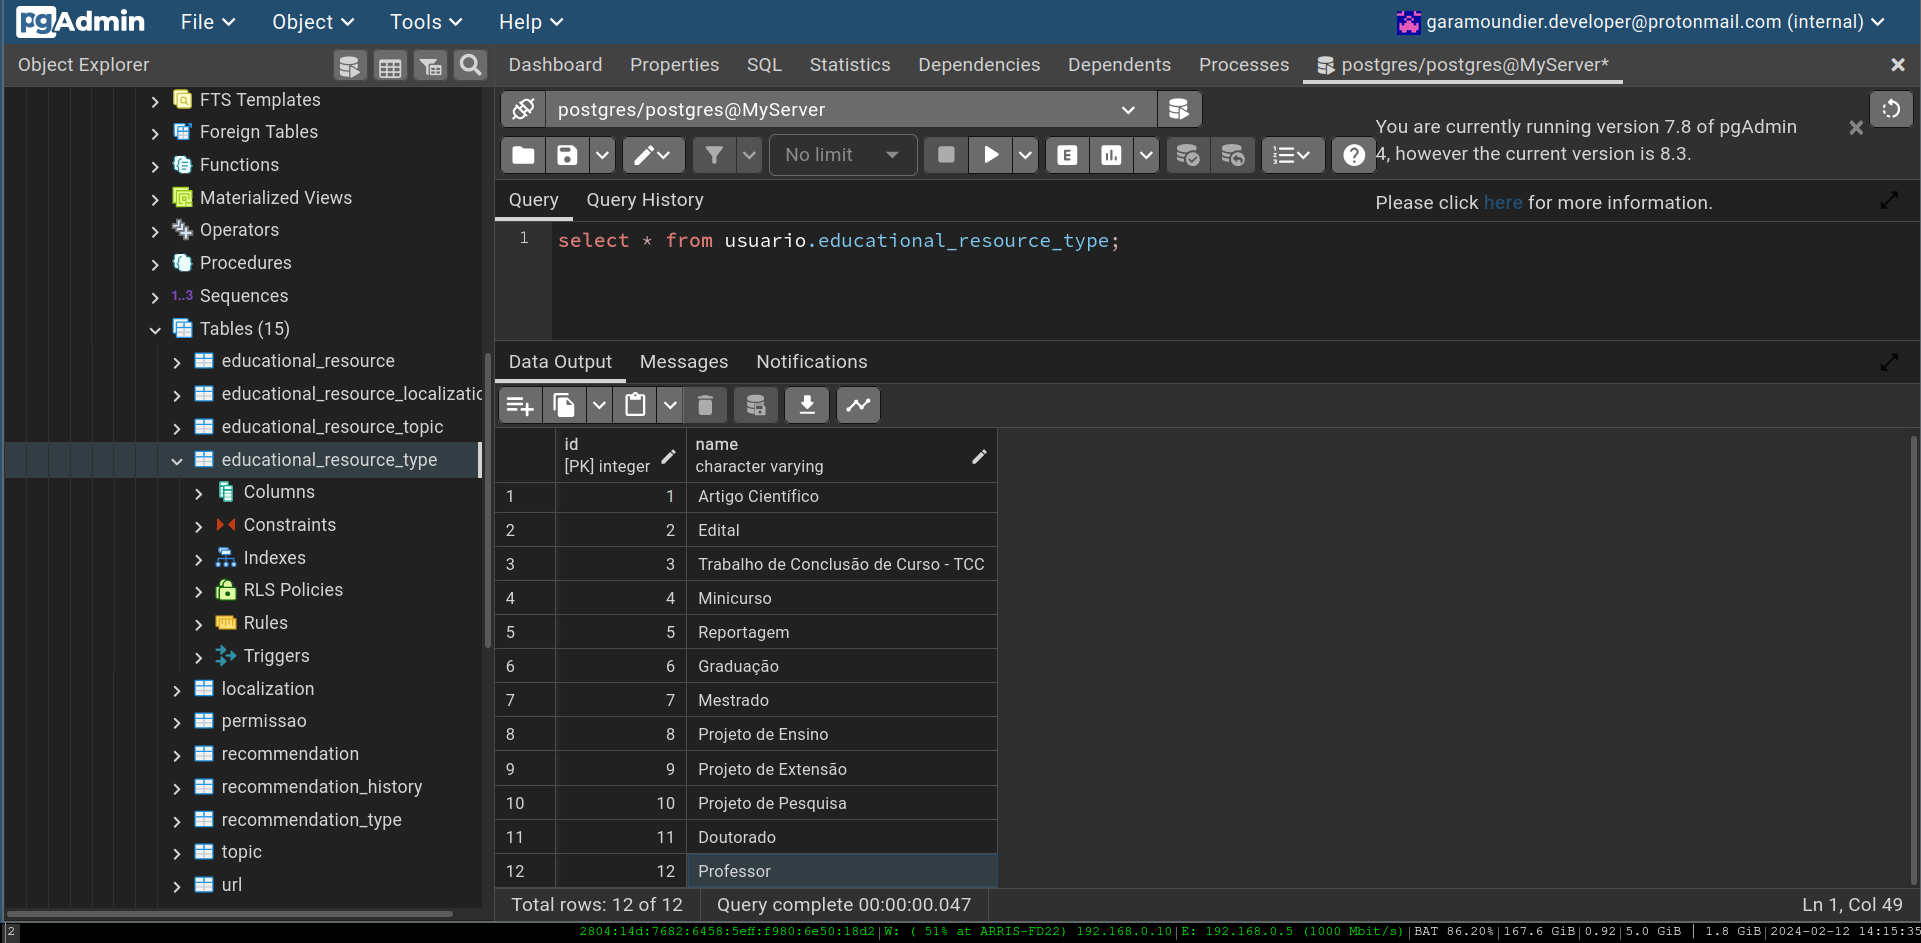 pgAdmin File Object Tools Help garamoundier.developer@protonmail.com (internal)
Object Explorer Dashboard Properties SQL Statistics Dependencies Dependents Processes postgres/postgres@MyServer*
postgres/postgres@MyServer
No limit
You are currently running version 7.8 of pgAdmin
4, however the current version is 8.3.
Please click here for more information.
FTS Templates
Foreign Tables
Functions
Materialized Views
Operators
Procedures
1..3 Sequences
Tables (15)
educational_resource
educational_resource_localizatic
educational_resource_topic
educational_resource_type
Columns
Constraints
Indexes
RLS Policies
Rules
Triggers
localization
permissao
recommendation
recommendation_history
recommendation_type
topic
url
Query Query History
1 select * from usuario.educational_resource_type;
Data Output Messages Notifications
id name
[PK] integer character varying
1 1 Artigo Científico
2 2 Edital
3 3 Trabalho de Conclusão de Curso - TCC
4 4 Minicurso
5 5 Reportagem
6 6 Graduação
7 7 Mestrado
8 8 Projeto de Ensino
9 9 Projeto de Extensão
10 10 Projeto de Pesquisa
11 11 Doutorado
12 12 Professor
Total rows: 12 of 12 Query complete 00:00:00.047 Ln 1, Col 49
2 2804:14d:7682:6458:5eff:f980:6e50:18d2|W: ( 51% at ARRIS-FD22) 192.168.0.10|E: 192.168.0.5 (1000 Mbit/s)|BAT 86.20%|167.6 GiB|0.92|5.0 GiB | 1.8 GiB|2024-02-12 14:15:35